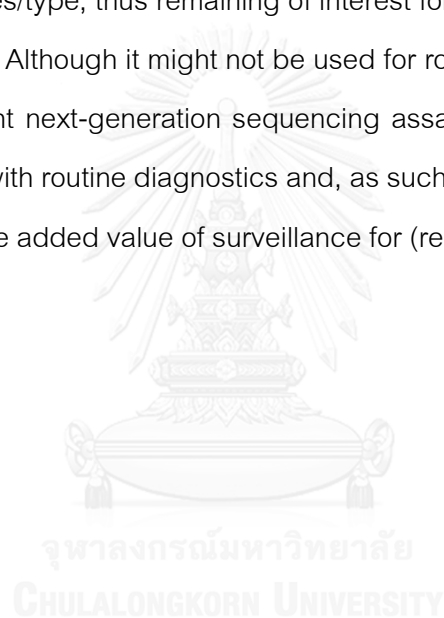 es/type, thus remaining of interest fo
Although it might not be used for ro
nt next-generation sequencing assa
with routine diagnostics and, as such
e added value of surveillance for (re
จุฬาลงกรณ์มหาวิทยาลัย
CHULALONGKORN UNIVERSITY